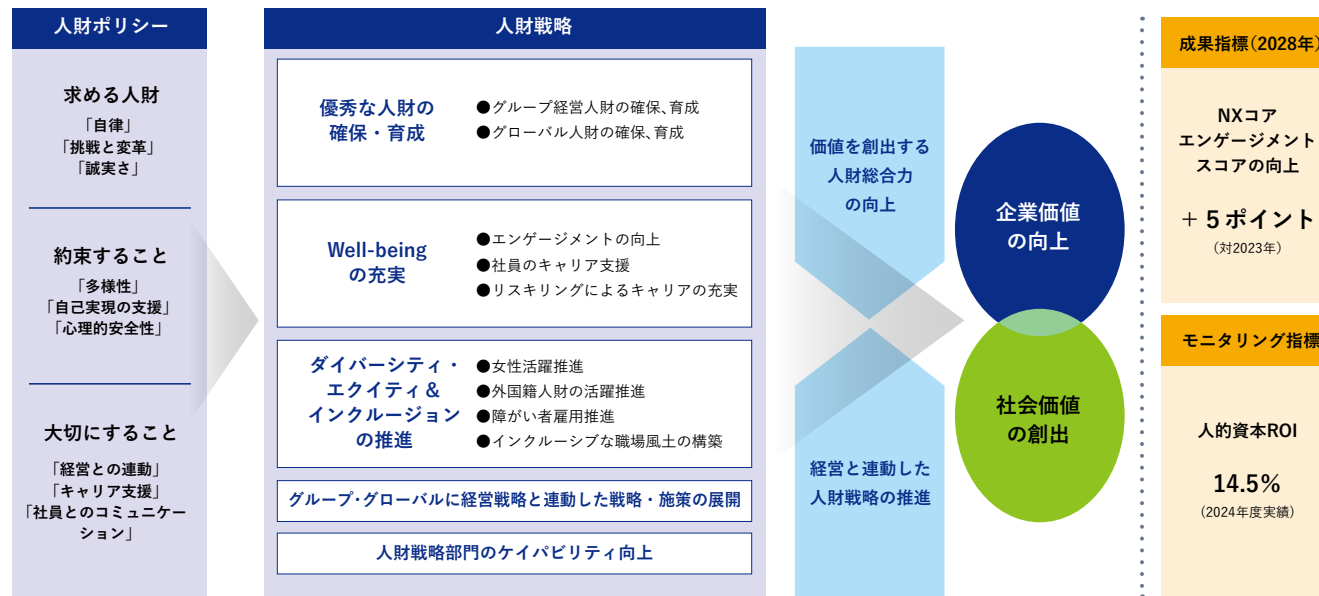 人財ポリシー
求める人財
「自律」
「挑戦と変革」
「誠実さ」
約束すること
「多様性」
「自己実現の支援」
「心理的安全性」
大切にすること
「経営との連動」
「キャリア支援」
「社員とのコミュニケー
ション」
人財戦略
優秀な人財の
確保・育成
●グループ経営人財の確保、育成
●グローバル人財の確保、育成
Well-being
の充実
●エンゲージメントの向上
●社員のキャリア支援
●リスキリングによるキャリアの充実
ダイバーシティ・
エクイティ＆
インクルージョン
の推進
●女性活躍推進
●外国籍人財の活躍推進
●障がい者雇用推進
●インクルーシブな職場風土の構築
グループ・グローバルに経営戦略と連動した戦略・施策の展開
人財戦略部門のケイパビリティ向上
価値を創出する
人財総合力
の向上
経営と連動した
人財戦略の推進
企業価値
の向上
社会価値
の創出
成果指標（2028年）
NXコア
エンゲージメント
スコアの向上
＋ 5 ポイント
（対2023年）
モニタリング指標
人的資本ROI
14.5%
（2024年度実績）